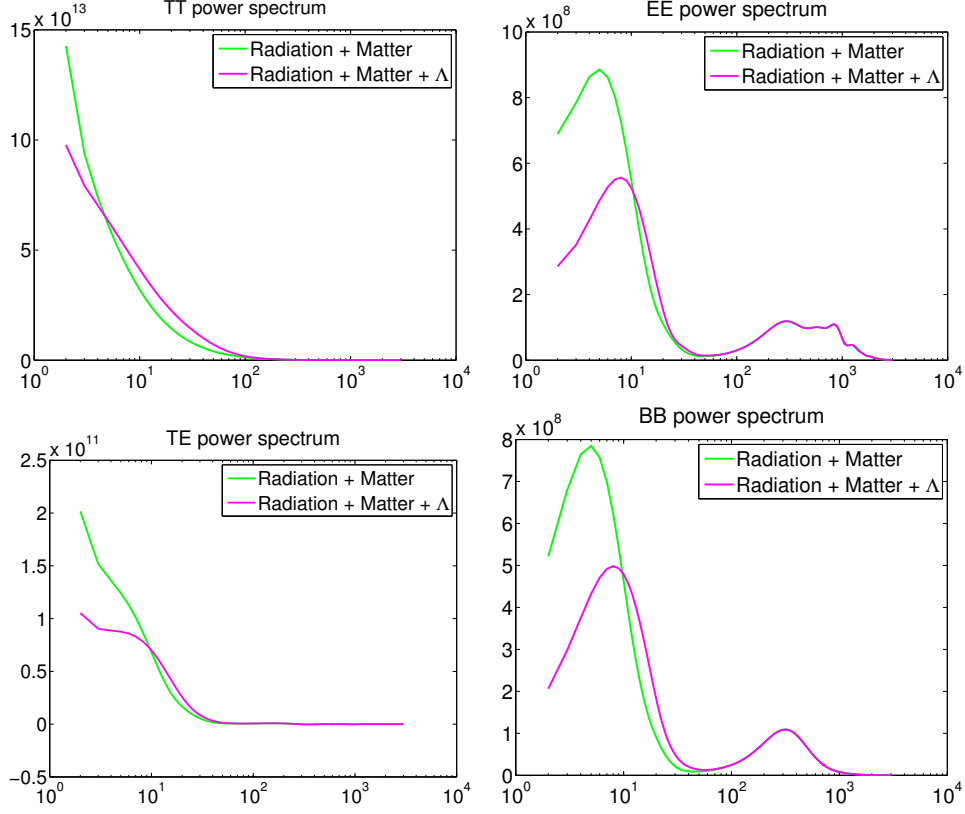 TT power spectrum
x 10^13
15
10
5
0
10^0 10^1 10^2 10^3 10^4
Radiation + Matter
Radiation + Matter + Λ
EE power spectrum
x 10^8
10
8
6
4
2
0
10^0 10^1 10^2 10^3 10^4
Radiation + Matter
Radiation + Matter + Λ
TE power spectrum
x 10^11
2.5
2
1.5
1
0.5
0
−0.5
10^0 10^1 10^2 10^3 10^4
Radiation + Matter
Radiation + Matter + Λ
BB power spectrum
x 10^8
8
7
6
5
4
3
2
1
0
10^0 10^1 10^2 10^3 10^4
Radiation + Matter
Radiation + Matter + Λ